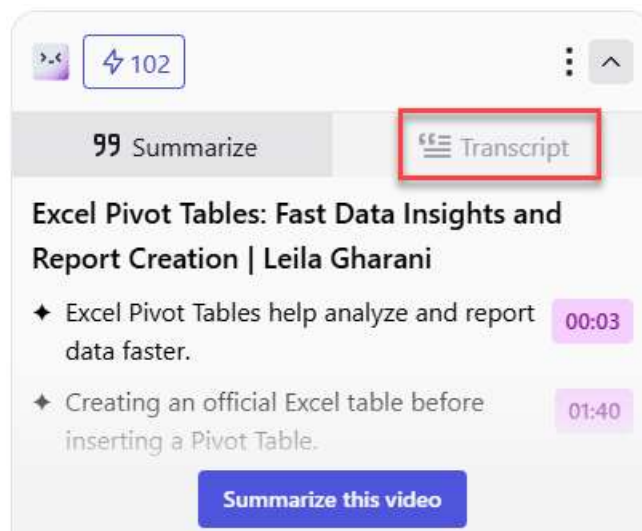 102
Summarize
Transcript
Excel Pivot Tables: Fast Data Insights and
Report Creation | Leila Gharani
Excel Pivot Tables help analyze and report
data faster.
00:03
Creating an official Excel table before
inserting a Pivot Table.
01:40
Summarize this video